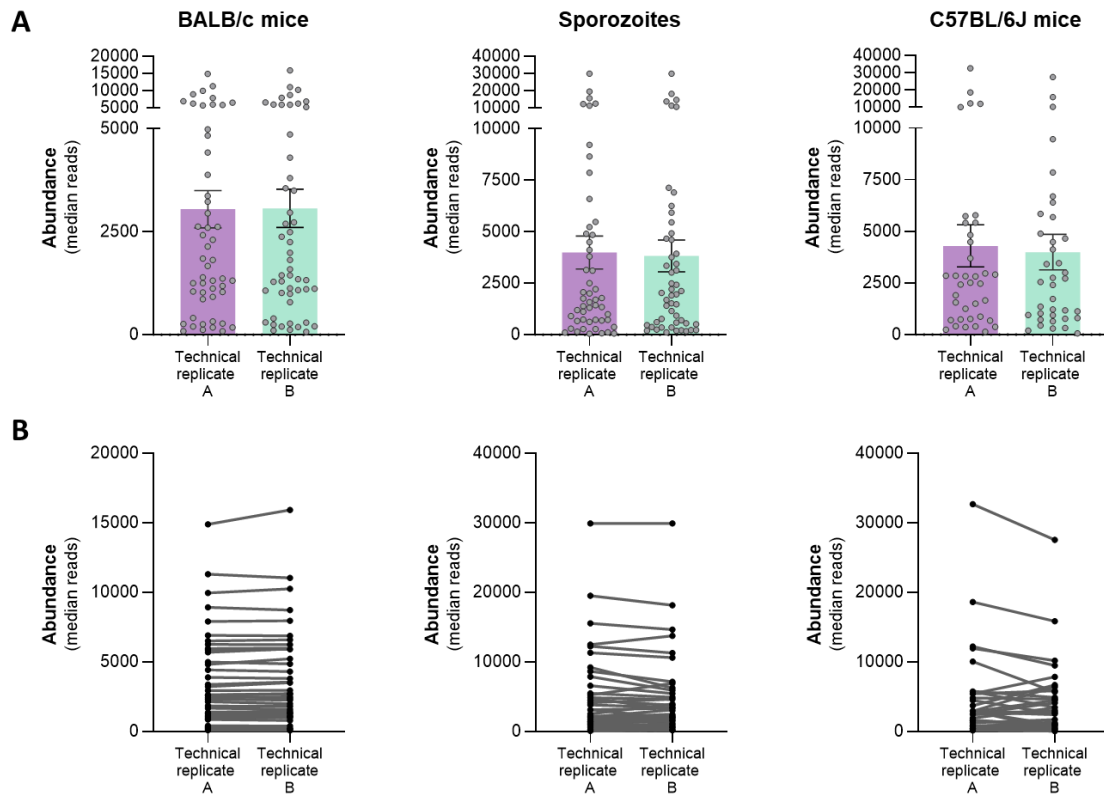 A
BALB/c mice
Sporozoites
C57BL/6J mice
Abundance
(median reads)
20000
15000
10000
5000
5000
2500
0
Technical
replicate
A
Technical
replicate
B
Abundance
(median reads)
40000
30000
20000
10000
10000
7500
5000
2500
0
Technical
replicate
A
Technical
replicate
B
Abundance
(median reads)
40000
30000
20000
10000
10000
7500
5000
2500
0
Technical
replicate
A
Technical
replicate
B
B
Abundance
(median reads)
20000
15000
10000
5000
0
Technical
replicate
A
Technical
replicate
B
Abundance
(median reads)
40000
30000
20000
10000
0
Technical
replicate
A
Technical
replicate
B
Abundance
(median reads)
40000
30000
20000
10000
0
Technical
replicate
A
Technical
replicate
B